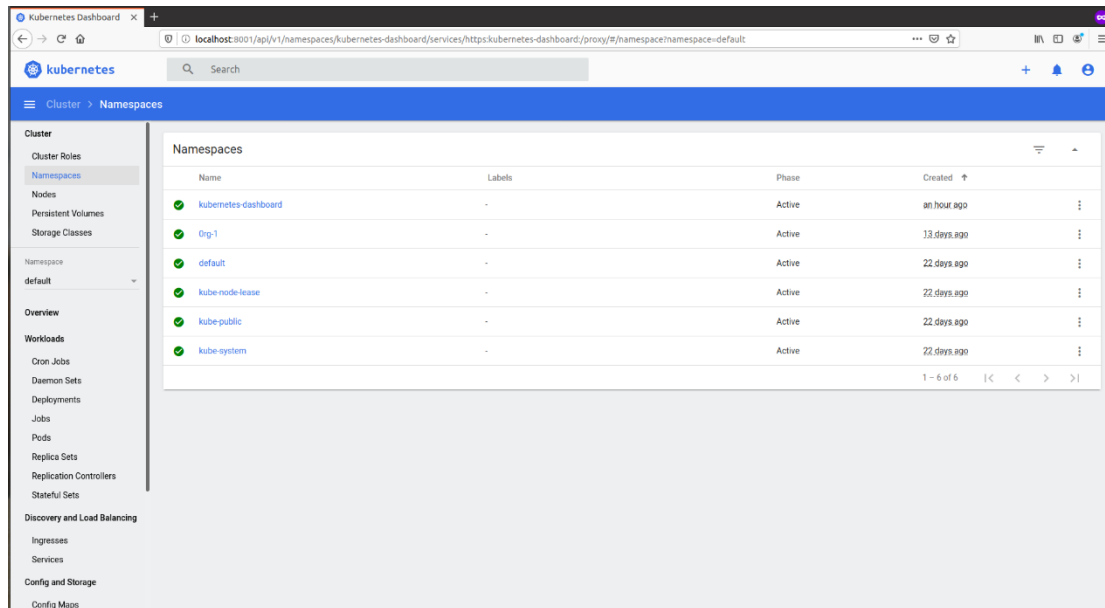 Kubernetes Dashboard
localhost:8001/api/v1/namespaces/kubernetes-dashboard/services/https:kubernetes-dashboard:/proxy/#/namespace?namespace=default
kubernetes
Search
Cluster > Namespaces
Cluster
Cluster Roles
Namespaces
Nodes
Persistent Volumes
Storage Classes
Namespace
default
Overview
Workloads
Cron Jobs
Daemon Sets
Deployments
Jobs
Pods
Replica Sets
Replication Controllers
Stateful Sets
Discovery and Load Balancing
Ingresses
Services
Config and Storage
Config Maps
Namespaces
Name Labels Phase Created
kubernetes-dashboard - Active an hour ago
0rg-1 - Active 13 days ago
default - Active 22 days ago
kube-node-lease - Active 22 days ago
kube-public - Active 22 days ago
kube-system - Active 22 days ago
1 – 6 of 6